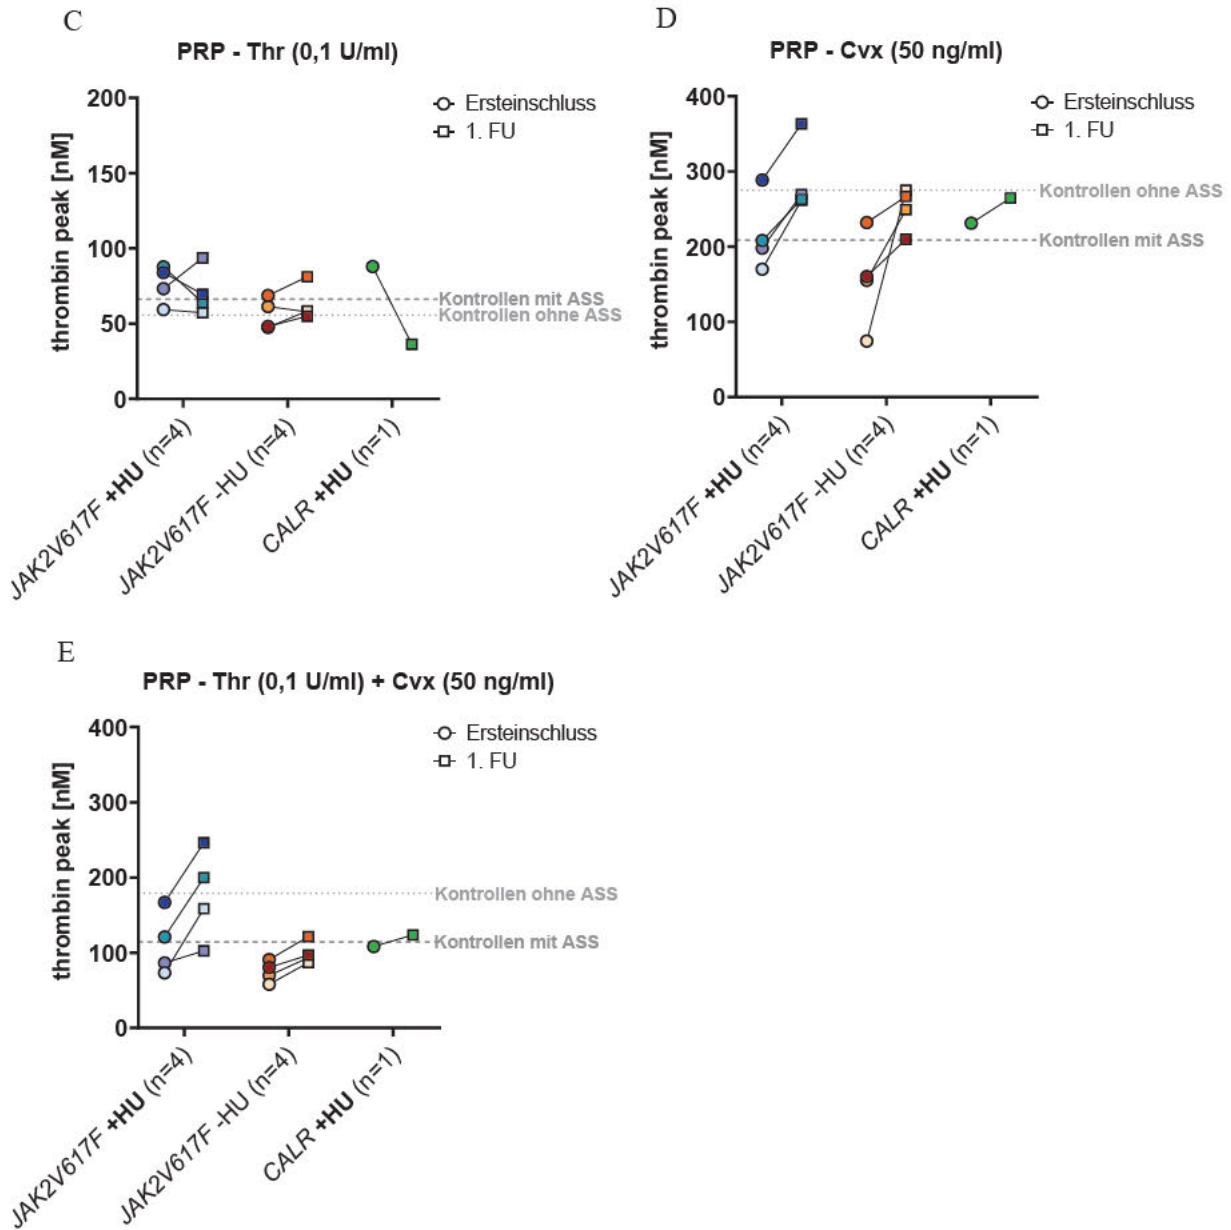 C
PRP - Thr (0,1 U/ml)
Ersteinschluss
1. FU
thrombin peak [nM]
200
150
100
50
0
Kontrollen mit ASS
Kontrollen ohne ASS
JAK2V617F +HU (n=4)
JAK2V617F -HU (n=4)
CALR +HU (n=1)
D
PRP - Cvx (50 ng/ml)
Ersteinschluss
1. FU
thrombin peak [nM]
400
300
200
100
0
Kontrollen ohne ASS
Kontrollen mit ASS
JAK2V617F +HU (n=4)
JAK2V617F -HU (n=4)
CALR +HU (n=1)
E
PRP - Thr (0,1 U/ml) + Cvx (50 ng/ml)
Ersteinschluss
1. FU
thrombin peak [nM]
400
300
200
100
0
Kontrollen ohne ASS
Kontrollen mit ASS
JAK2V617F +HU (n=4)
JAK2V617F -HU (n=4)
CALR +HU (n=1)